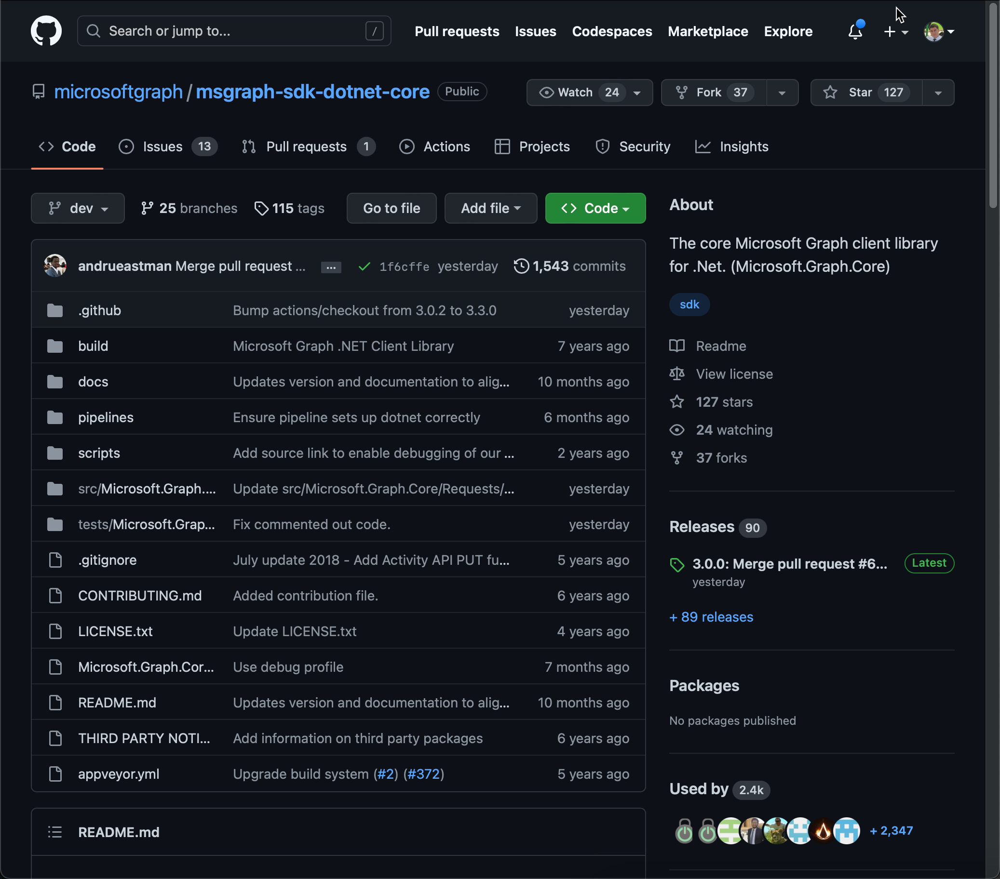 Search or jump to... /
Pull requests Issues Codespaces Marketplace Explore
microsoftgraph / msgraph-sdk-dotnet-core Public
Watch 24 Fork 37 Star 127
Code Issues 13 Pull requests 1 Actions Projects Security Insights
dev 25 branches 115 tags Go to file Add file Code
andrueastman Merge pull request ... ... 1f6cffe yesterday 1,543 commits
.github Bump actions/checkout from 3.0.2 to 3.3.0 yesterday
build Microsoft Graph .NET Client Library 7 years ago
docs Updates version and documentation to alig... 10 months ago
pipelines Ensure pipeline sets up dotnet correctly 6 months ago
scripts Add source link to enable debugging of our ... 2 years ago
src/Microsoft.Graph.... Update src/Microsoft.Graph.Core/Requests/... yesterday
tests/Microsoft.Grap... Fix commented out code. yesterday
.gitignore July update 2018 - Add Activity API PUT fu... 5 years ago
CONTRIBUTING.md Added contribution file. 6 years ago
LICENSE.txt Update LICENSE.txt 4 years ago
Microsoft.Graph.Cor... Use debug profile 7 months ago
README.md Updates version and documentation to alig... 10 months ago
THIRD PARTY NOTI... Add information on third party packages 6 years ago
appveyor.yml Upgrade build system (#2) (#372) 5 years ago
README.md
About
The core Microsoft Graph client library
for .Net. (Microsoft.Graph.Core)
sdk
Readme
View license
127 stars
24 watching
37 forks
Releases 90
3.0.0: Merge pull request #6... Latest
yesterday
+ 89 releases
Packages
No packages published
Used by 2.4k
+ 2,347